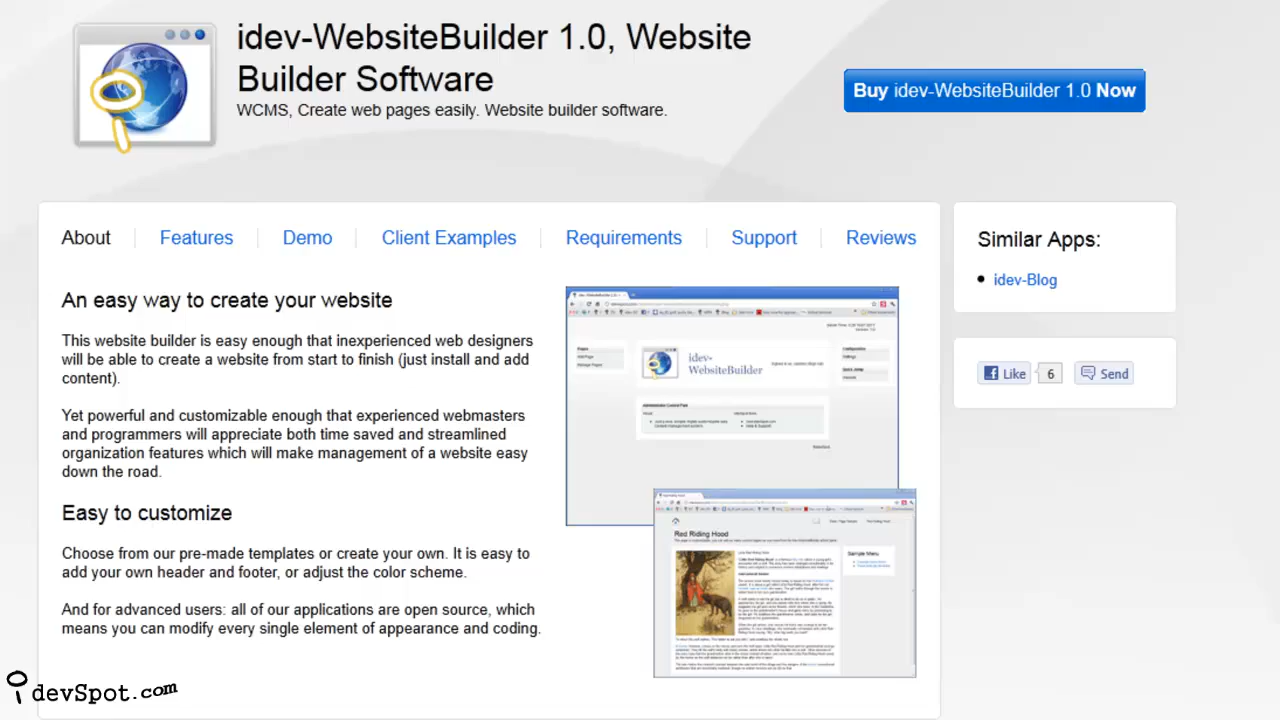 idev-WebsiteBuilder 1.0, Website
Builder Software
WCMS, Create web pages easily. Website builder software.
Buy idev-WebsiteBuilder 1.0 Now
About
Features
Demo
Client Examples
Requirements
Support
Reviews
An easy way to create your website
This website builder is easy enough that inexperienced web designers
will be able to create a website from start to finish (just install and add
content).
Yet powerful and customizable enough that experienced webmasters
and programmers will appreciate both time saved and streamlined
organization features which will make management of a website easy
down the road.
Easy to customize
Choose from our pre-made templates or create your own. It is easy to
add your own header and footer, or adjust the color scheme.
And for advanced users: all of our applications are open source, which
means you can modify every single element of appearance and coding.
idev-
WebsiteBuilder
Red Riding Hood
Sample Menu
Similar Apps:
idev-Blog
Like
6
Send
idevSpot.com